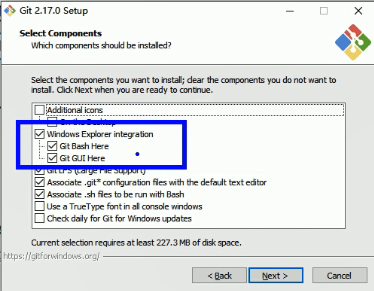 Git 2.17.0 Setup
Select Components
Which components should be installed?
Select the components you want to install; clear the components you do not want to
install. Click Next when you are ready to continue.
Additional icons
On the Desktop
Windows Explorer integration
Git Bash Here
Git GUI Here
Git LFS (Large File Support)
Associate .git* configuration files with the default text editor
Associate .sh files to be run with Bash
Use a TrueType font in all console windows
Check daily for Git for Windows updates
Current selection requires at least 227.3 MB of disk space.
https://gitforwindows.org/
< Back
Next >
Cancel